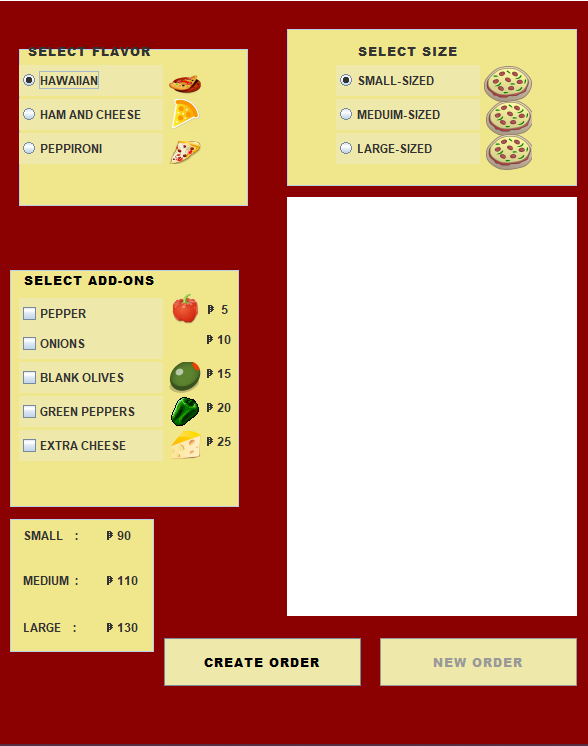 SELECT FLAVOR
HAWAIIAN
HAM AND CHEESE
PEPPIRONI
SELECT SIZE
SMALL-SIZED
MEDUIM-SIZED
LARGE-SIZED
SELECT ADD-ONS
PEPPER ₱ 5
ONIONS ₱ 10
BLANK OLIVES ₱ 15
GREEN PEPPERS ₱ 20
EXTRA CHEESE ₱ 25
SMALL : ₱ 90
MEDIUM : ₱ 110
LARGE : ₱ 130
CREATE ORDER
NEW ORDER